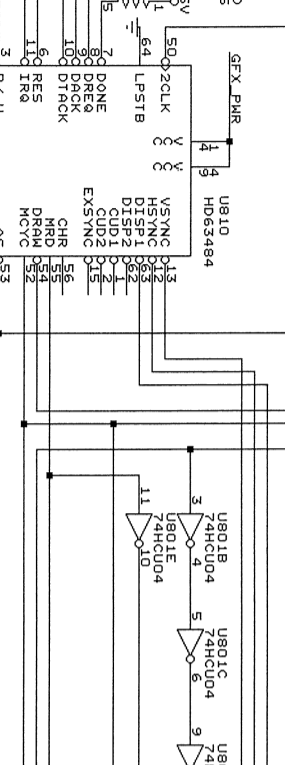 GFX_PWR
50
2CLK
64
LPSTB
7
DONE
8
DREQ
9
DACK
10
DTACK
6
RES
11
IRQ
3
VCC
14
VCC
49
U810
HD63484
VSYNC
13
HSYNC
12
DISP1
63
DISP2
62
CUD1
1
CUD2
2
EXSYNC
15
CHR
56
MRD
55
DRAW
54
MCYC
52
53
11
U801E
74HCU04
10
3
U801B
74HCU04
4
5
U801C
74HCU04
6
9